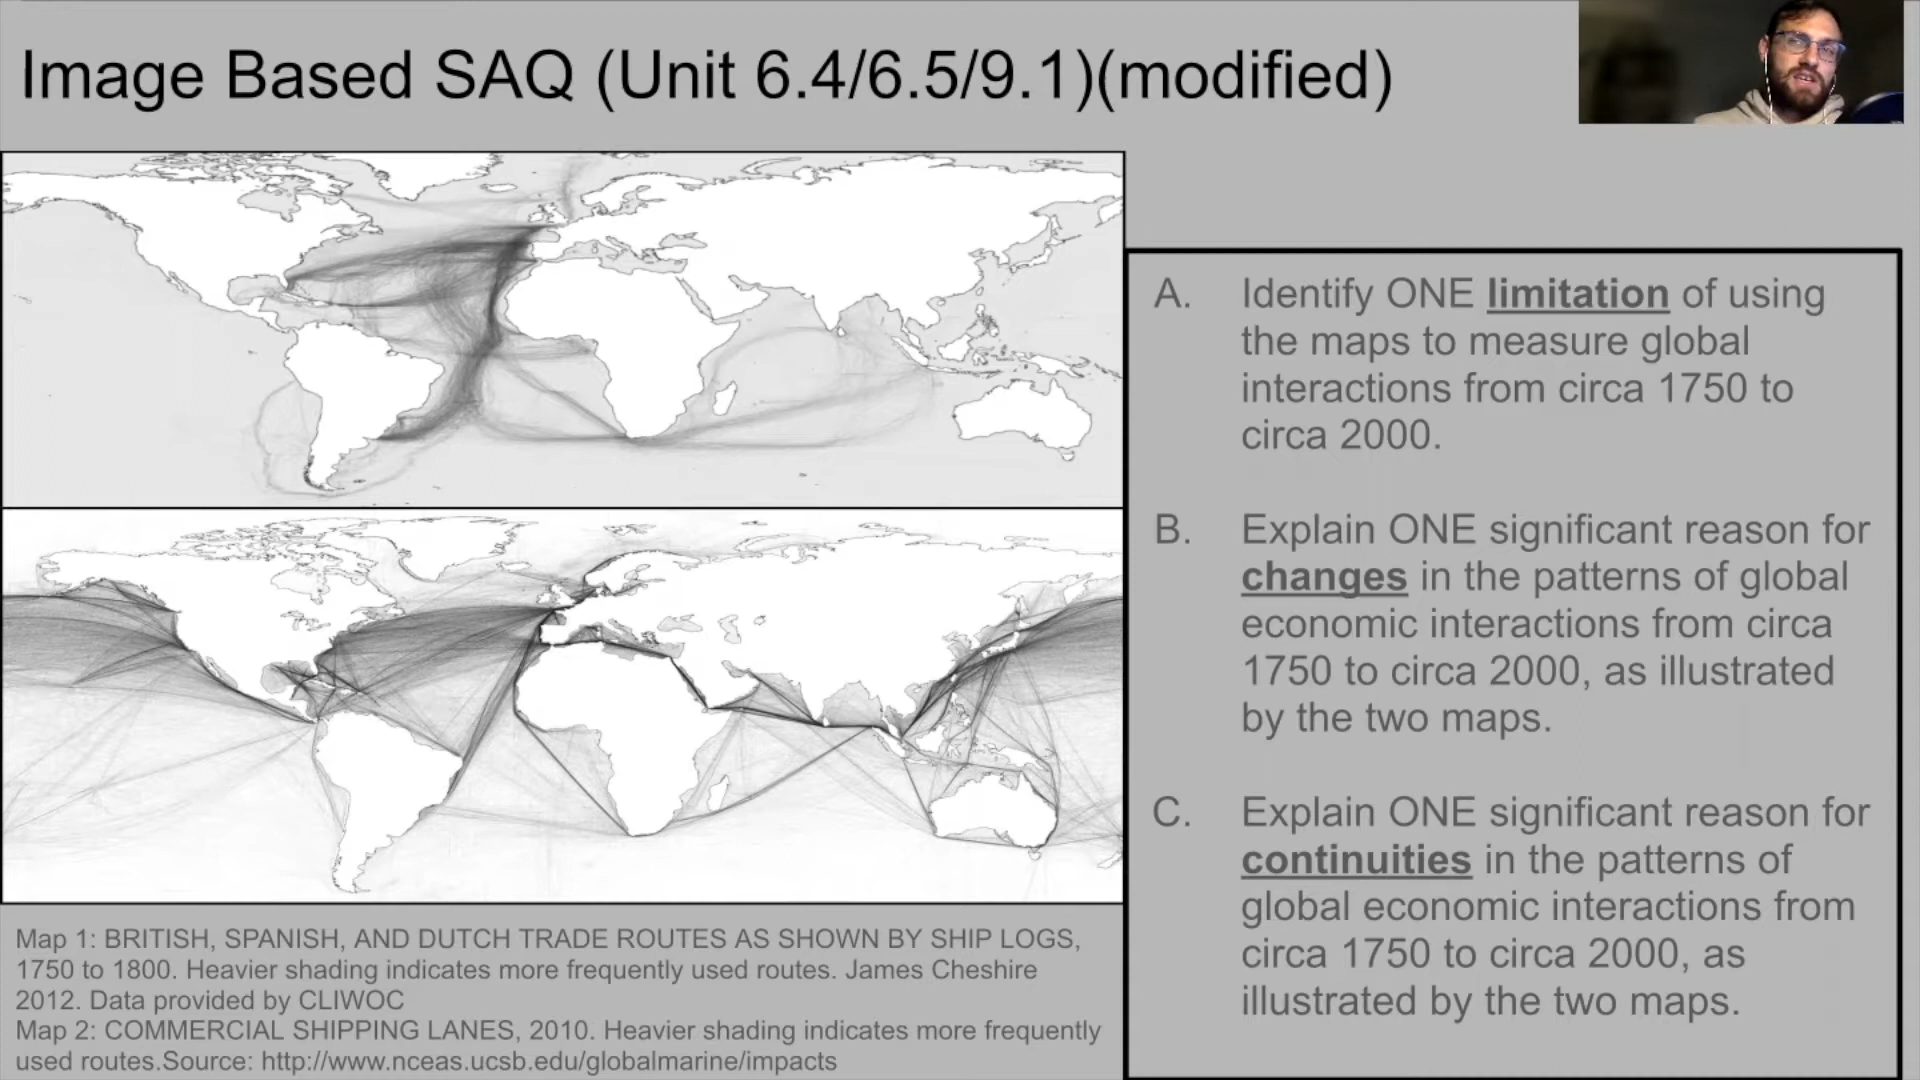 Image Based SAQ (Unit 6.4/6.5/9.1)(modified)
A. Identify ONE limitation of using
the maps to measure global
interactions from circa 1750 to
circa 2000.
B. Explain ONE significant reason for
changes in the patterns of global
economic interactions from circa
1750 to circa 2000, as illustrated
by the two maps.
C. Explain ONE significant reason for
continuities in the patterns of
global economic interactions from
circa 1750 to circa 2000, as
illustrated by the two maps.
Map 1: BRITISH, SPANISH, AND DUTCH TRADE ROUTES AS SHOWN BY SHIP LOGS,
1750 to 1800. Heavier shading indicates more frequently used routes. James Cheshire
2012. Data provided by CLIWOC
Map 2: COMMERCIAL SHIPPING LANES, 2010. Heavier shading indicates more frequently
used routes.Source: http://www.nceas.ucsb.edu/globalmarine/impacts